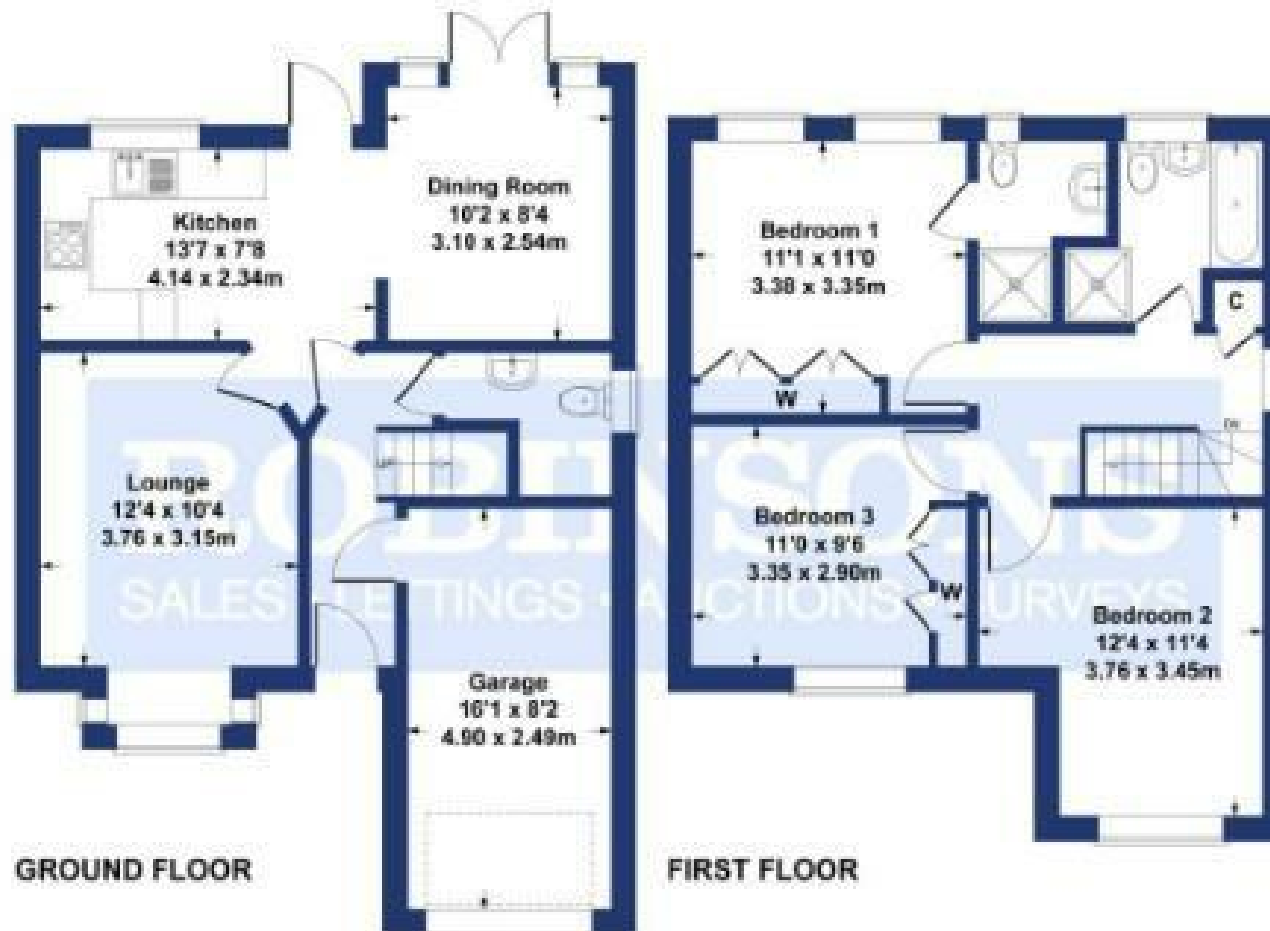 Kitchen
13'7 x 7'8
4.14 x 2.34m
Dining Room
10'2 x 8'4
3.10 x 2.54m
Lounge
12'4 x 10'4
3.76 x 3.15m
Garage
16'1 x 8'2
4.90 x 2.49m
GROUND FLOOR
Bedroom 1
11'1 x 11'0
3.38 x 3.35m
W
C
Bedroom 3
11'0 x 9'6
3.35 x 2.90m
W
Bedroom 2
12'4 x 11'4
3.76 x 3.45m
FIRST FLOOR
ROBINSONS
SALES · LETTINGS · AUCTIONS · SURVEYS